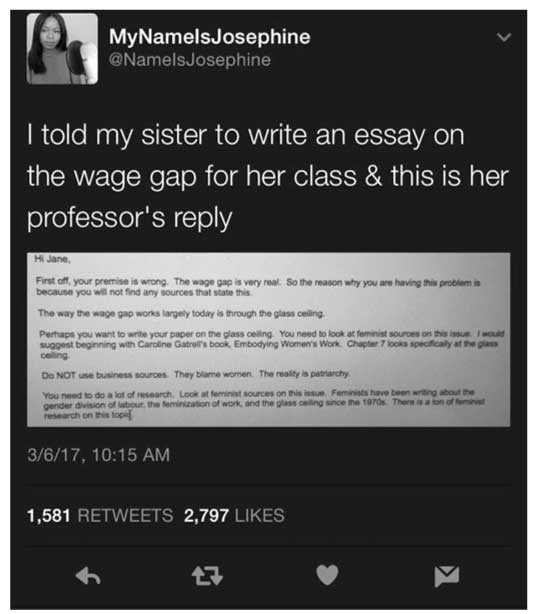 MyNameIsJosephine
@NameIsJosephine
I told my sister to write an essay on
the wage gap for her class & this is her
professor's reply
Hi Jane,
First off, your premise is wrong. The wage gap is very real. So the reason why you are having this problem is
because you will not find any sources that state this.
The way the wage gap works largely today is through the glass ceiling.
Perhaps you want to write your paper on the glass ceiling. You need to look at feminist sources on this issue. I would
suggest beginning with Caroline Gatrell's book, Embodying Women's Work. Chapter 7 looks specifically at the glass
ceiling.
Do NOT use business sources. They blame women. The reality is patriarchy.
You need to do a lot of research. Look at feminist sources on this issue. Feminists have been writing about the
gender division of labour, the feminization of work, and the glass ceiling since the 1970s. There is a ton of feminist
research on this topic.
3/6/17, 10:15 AM
1,581 RETWEETS 2,797 LIKES